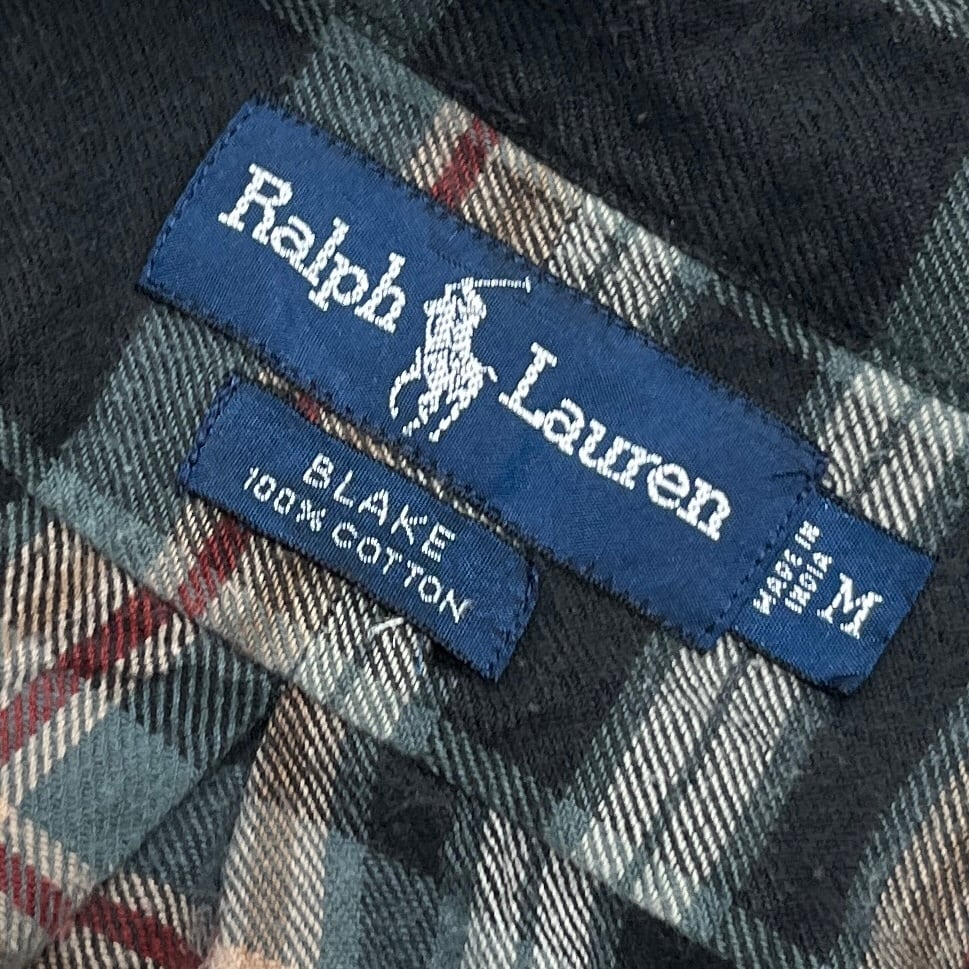 Ralph Lauren
BLAKE
100% COTTON
MADE IN
INDIA
M